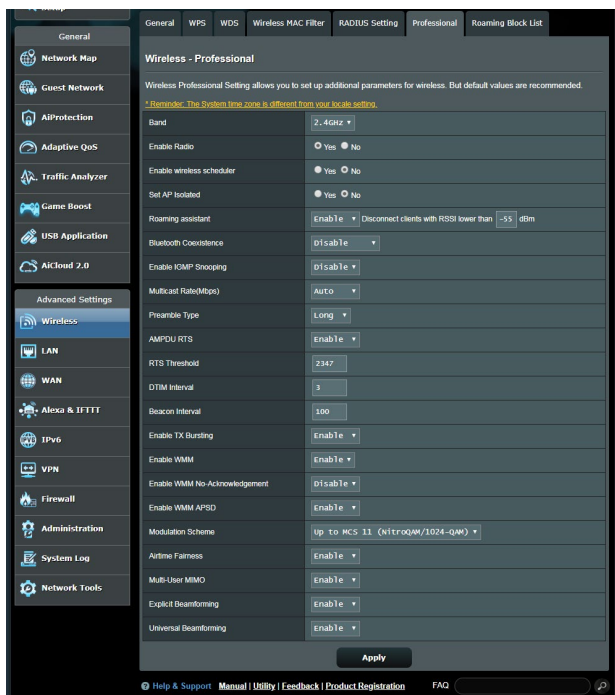 General WPS WDS Wireless MAC Filter RADIUS Setting Professional Roaming Block List
General
Network Map
Guest Network
AiProtection
Adaptive QoS
Traffic Analyzer
Game Boost
USB Application
AiCloud 2.0
Advanced Settings
Wireless
LAN
WAN
Alexa & IFTTT
IPv6
VPN
Firewall
Administration
System Log
Network Tools
Wireless - Professional
Wireless Professional Setting allows you to set up additional parameters for wireless. But default values are recommended.
* Reminder: The System time zone is different from your locale setting.
Band 2.4GHz
Enable Radio Yes No
Enable wireless scheduler Yes No
Set AP Isolated Yes No
Roaming assistant Enable Disconnect clients with RSSI lower than -55 dBm
Bluetooth Coexistence Disable
Enable IGMP Snooping Disable
Multicast Rate(Mbps) Auto
Preamble Type Long
AMPDU RTS Enable
RTS Threshold 2347
DTIM Interval 3
Beacon Interval 100
Enable TX Bursting Enable
Enable WMM Enable
Enable WMM No-Acknowledgement Disable
Enable WMM APSD Enable
Modulation Scheme Up to MCS 11 (NitroQAM/1024-QAM)
Airtime Fairness Enable
Multi-User MIMO Enable
Explicit Beamforming Enable
Universal Beamforming Enable
Apply
Help & Support Manual | Utility | Feedback | Product Registration FAQ